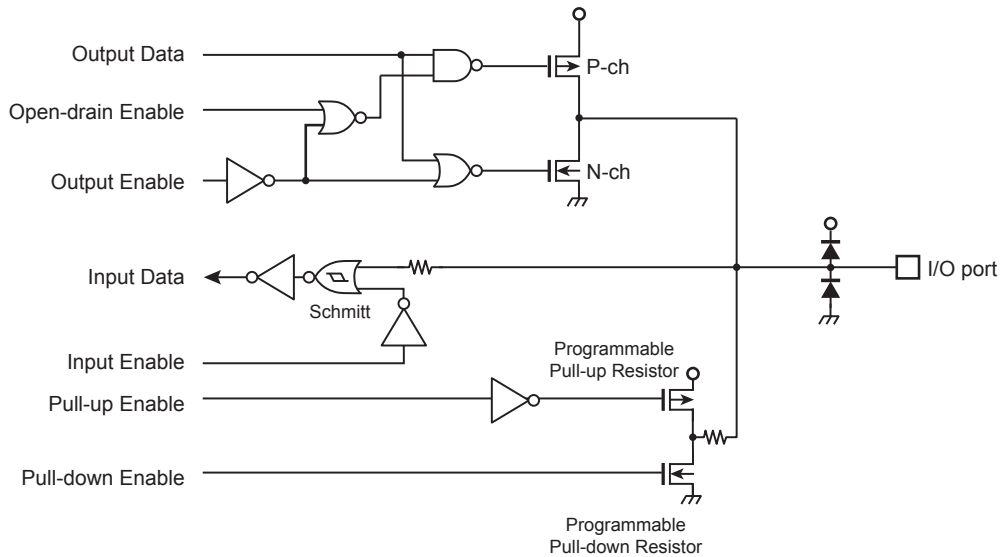 Output Data
P-ch
Open-drain Enable
Output Enable
N-ch
Input Data
I/O port
Schmitt
Input Enable
Programmable
Pull-up Resistor
Pull-up Enable
Pull-down Enable
Programmable
Pull-down Resistor